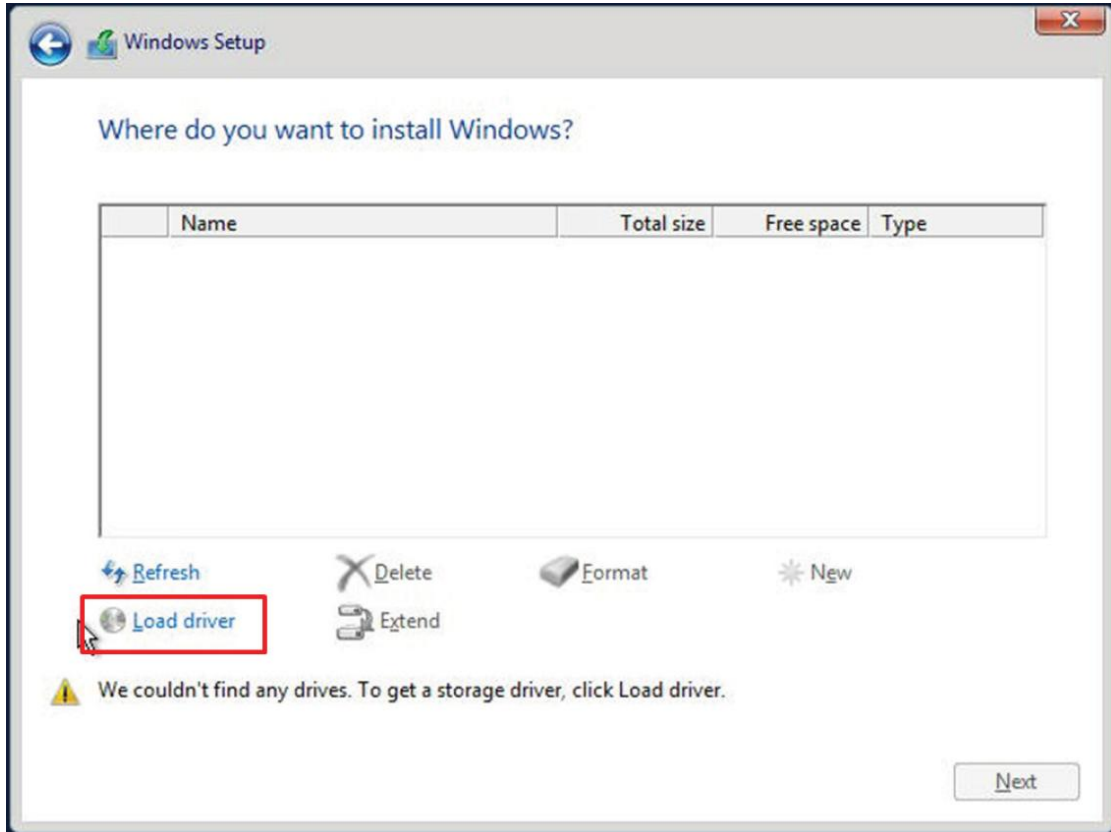 Windows Setup
Where do you want to install Windows?
Name Total size Free space Type
Refresh Delete Format New
Load driver Extend
We couldn't find any drives. To get a storage driver, click Load driver.
Next